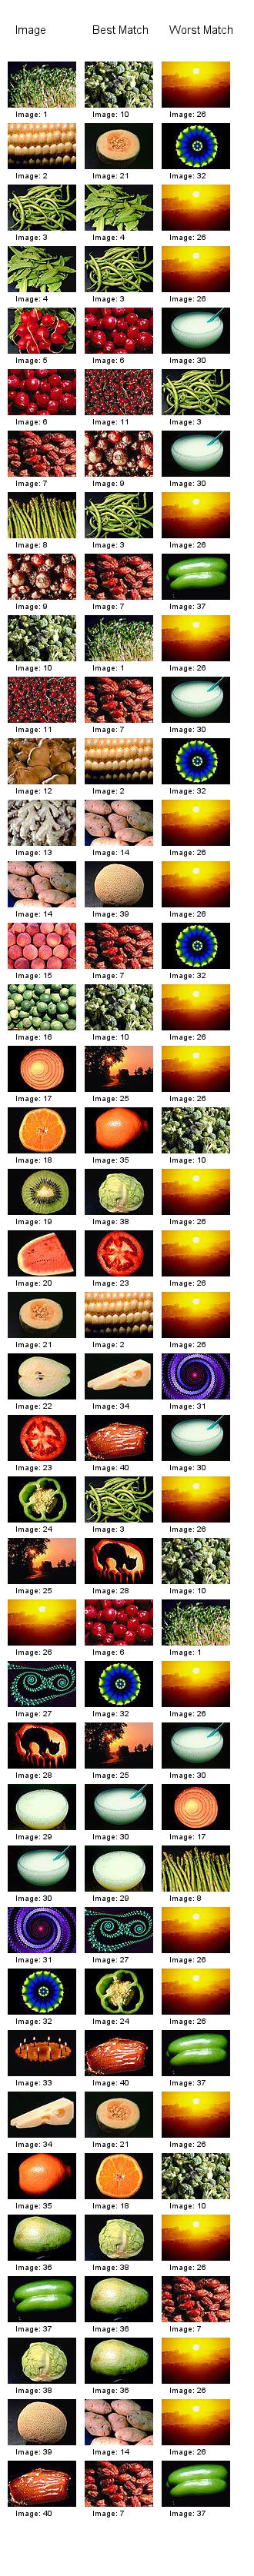 Image Best Match Worst Match
Image: 1 Image: 10 Image: 26
Image: 2 Image: 21 Image: 32
Image: 3 Image: 4 Image: 26
Image: 4 Image: 3 Image: 26
Image: 5 Image: 6 Image: 30
Image: 6 Image: 11 Image: 3
Image: 7 Image: 9 Image: 30
Image: 8 Image: 3 Image: 26
Image: 9 Image: 7 Image: 37
Image: 10 Image: 1 Image: 26
Image: 11 Image: 7 Image: 30
Image: 12 Image: 2 Image: 32
Image: 13 Image: 14 Image: 26
Image: 14 Image: 39 Image: 26
Image: 15 Image: 7 Image: 32
Image: 16 Image: 10 Image: 26
Image: 17 Image: 25 Image: 26
Image: 18 Image: 35 Image: 10
Image: 19 Image: 38 Image: 26
Image: 20 Image: 23 Image: 26
Image: 21 Image: 2 Image: 26
Image: 22 Image: 34 Image: 31
Image: 23 Image: 40 Image: 30
Image: 24 Image: 3 Image: 26
Image: 25 Image: 28 Image: 10
Image: 26 Image: 6 Image: 1
Image: 27 Image: 32 Image: 26
Image: 28 Image: 25 Image: 30
Image: 29 Image: 30 Image: 17
Image: 30 Image: 29 Image: 8
Image: 31 Image: 27 Image: 26
Image: 32 Image: 24 Image: 26
Image: 33 Image: 40 Image: 37
Image: 34 Image: 21 Image: 26
Image: 35 Image: 18 Image: 10
Image: 36 Image: 38 Image: 26
Image: 37 Image: 36 Image: 7
Image: 38 Image: 36 Image: 26
Image: 39 Image: 14 Image: 26
Image: 40 Image: 7 Image: 37